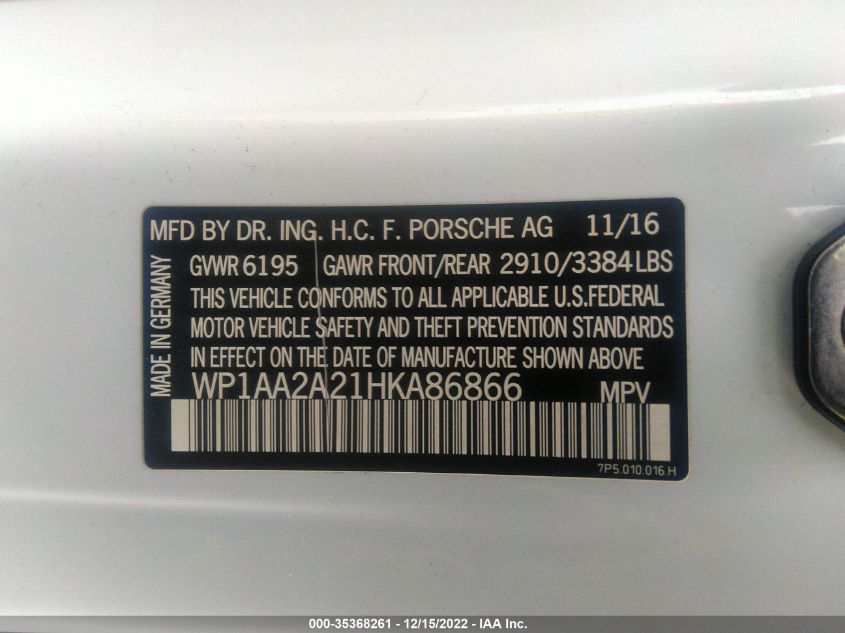 MFD BY DR. ING. H.C. F. PORSCHE AG 11/16
GVWR 6195 GAWR FRONT/REAR 2910/3384 LBS
THIS VEHICLE CONFORMS TO ALL APPLICABLE U.S.FEDERAL
MOTOR VEHICLE SAFETY AND THEFT PREVENTION STANDARDS
IN EFFECT ON THE DATE OF MANUFACTURE SHOWN ABOVE
WP1AA2A21HKA86866 MPV
MADE IN GERMANY
7P5.010.016.H
000-35368261 - 12/15/2022 - IAA Inc.